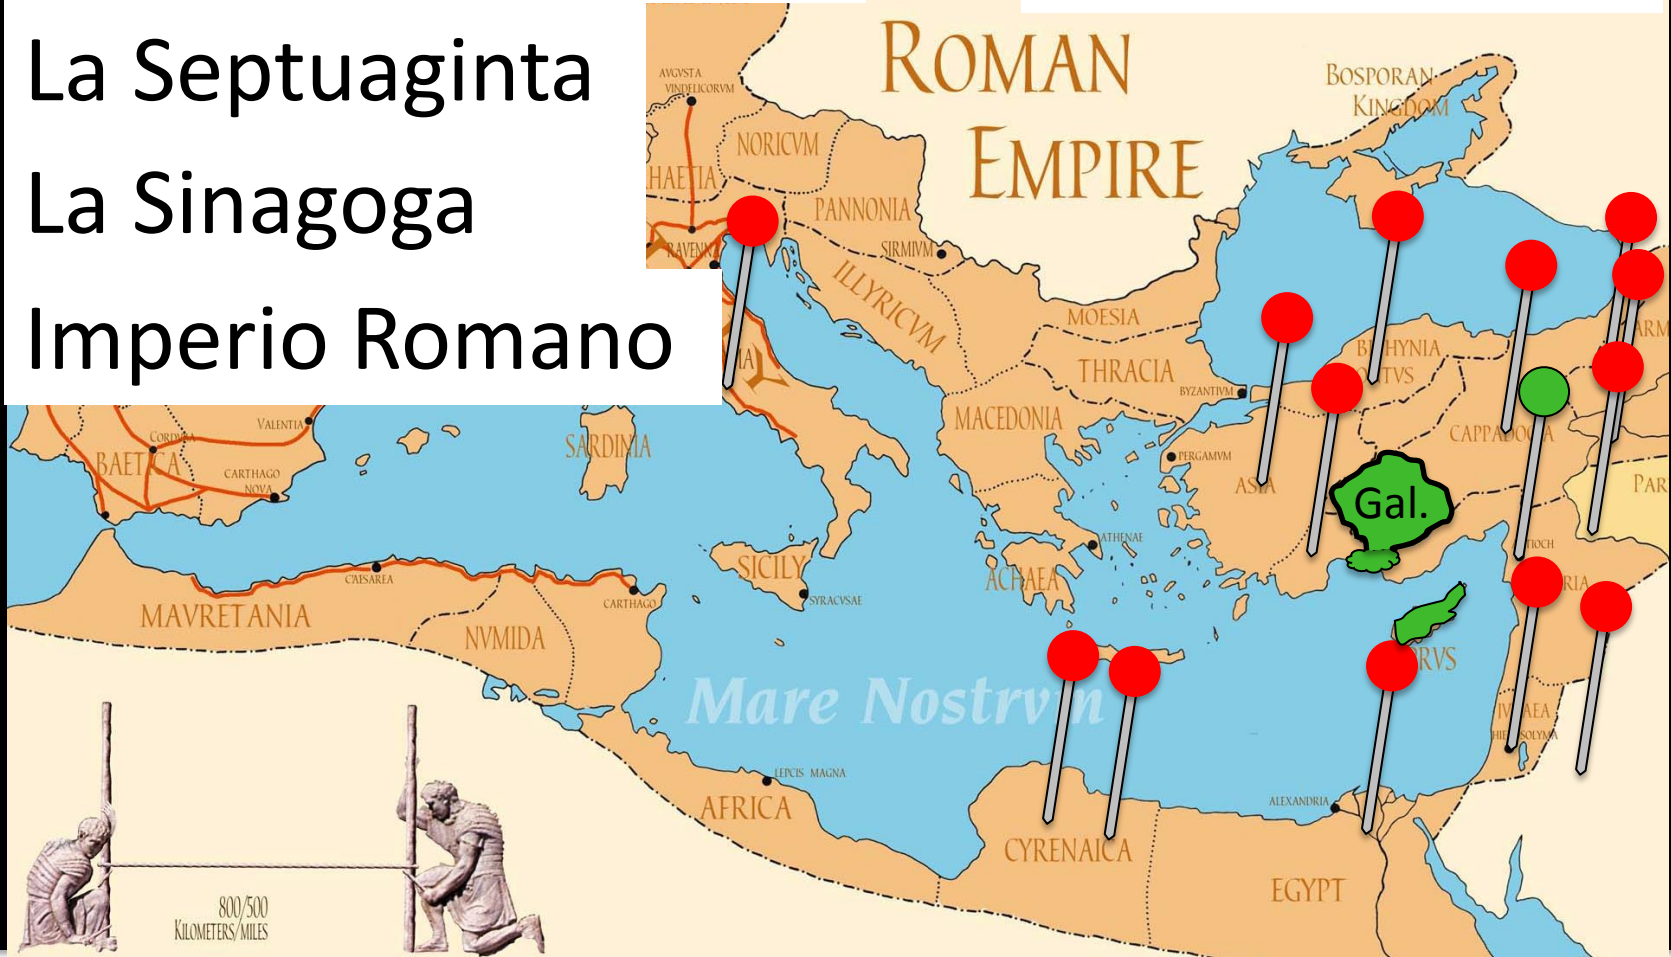 La Septuaginta
La Sinagoga
Imperio Romano
ROMAN
EMPIRE
BOSPORAN
KINGDOM
AVGVSTA
VINDELICORVM
NORICVM
PANNONIA
SIRMIVM
RAVENN
ILLYRICVM
MOESIA
THRACIA
BYZANTIVM
MACEDONIA
PERGAMVM
ASIA
CAPPADOCIA
Gal.
ATHENAE
ACHAEA
VALENTIA
CORDVBA
BAETICA
CARTHAGO
NOVA
SARDINIA
SICILY
SYRACVSAE
CAESAREA
CARTHAGO
MAVRETANIA
NVMIDA
Mare Nostrvm
LEPCIS MAGNA
AFRICA
CYRENAICA
ALEXANDRIA
EGYPT
800/500
KILOMETERS/MILES